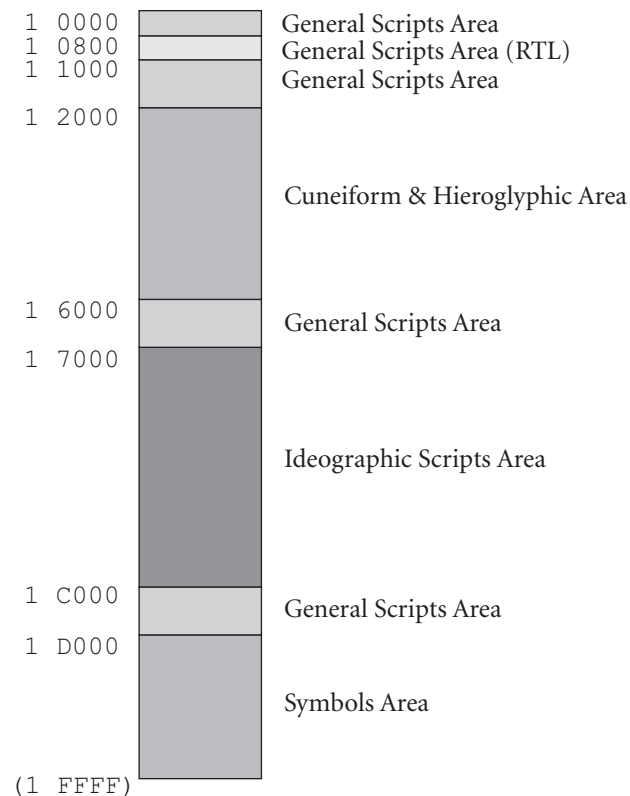 1 0000 General Scripts Area
1 0800 General Scripts Area (RTL)
1 1000 General Scripts Area
1 2000
Cuneiform & Hieroglyphic Area
1 6000 General Scripts Area
1 7000
Ideographic Scripts Area
1 C000 General Scripts Area
1 D000
Symbols Area
(1 FFFF)